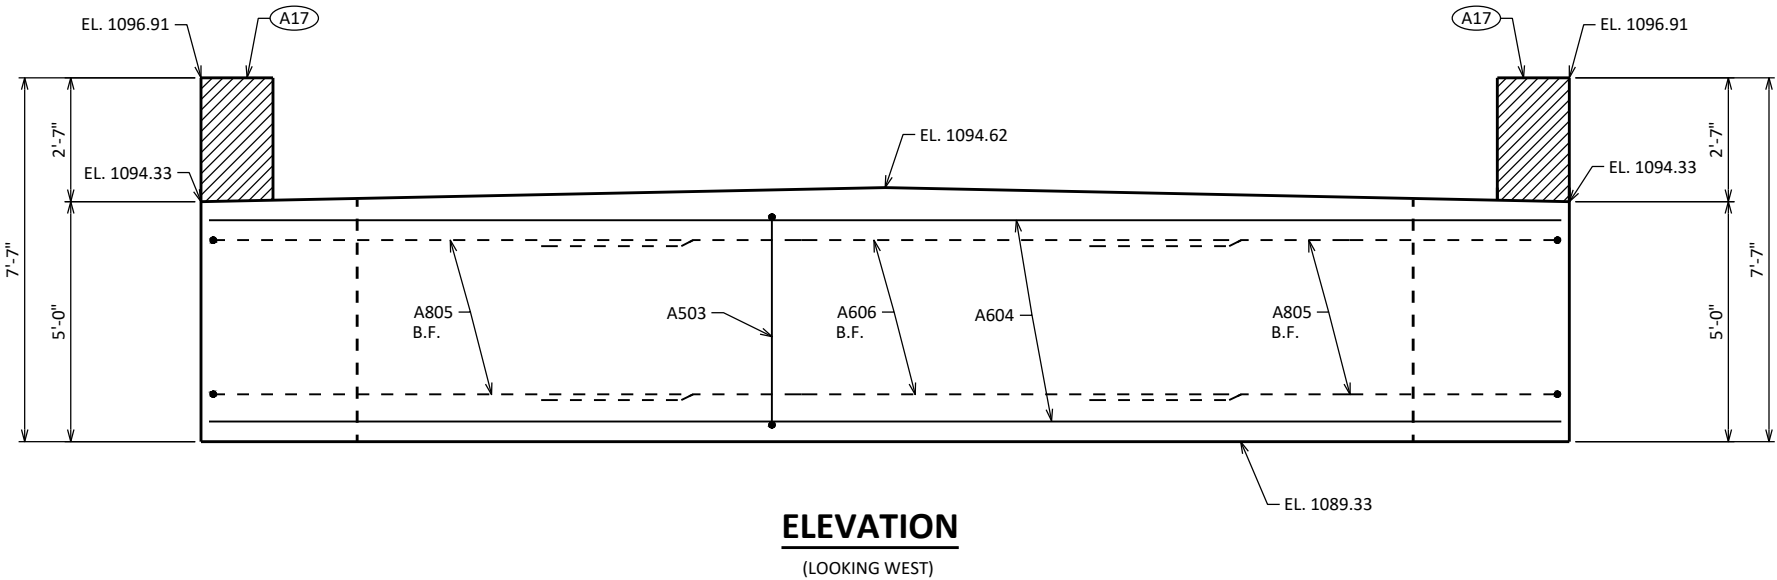 EL. 1096.91
A17
A17
EL. 1096.91
2'-7"
2'-7"
EL. 1094.62
EL. 1094.33
EL. 1094.33
7'-7"
7'-7"
5'-0"
A805
B.F.
A503
A606
B.F.
A604
A805
B.F.
5'-0"
EL. 1089.33
ELEVATION
(LOOKING WEST)